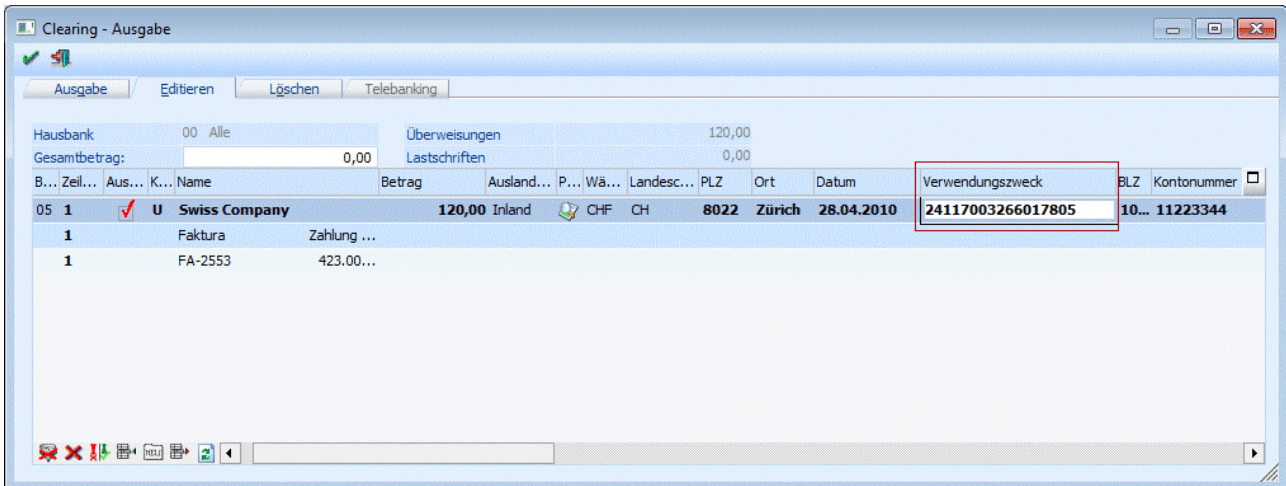 Clearing - Ausgabe
Ausgabe Editieren Löschen Telebanking
Hausbank 00 Alle Überweisungen 120,00
Gesamtbetrag: 0,00 Lastschriften 0,00
B... Zeil... Aus... K... Name Betrag Ausland... P... Wä... Landesc... PLZ Ort Datum Verwendungszweck BLZ Kontonummer
05 1 U Swiss Company 120,00 Inland CHF CH 8022 Zürich 28.04.2010 24117003266017805 10... 11223344
1 Faktura Zahlung ...
1 FA-2553 423.00...